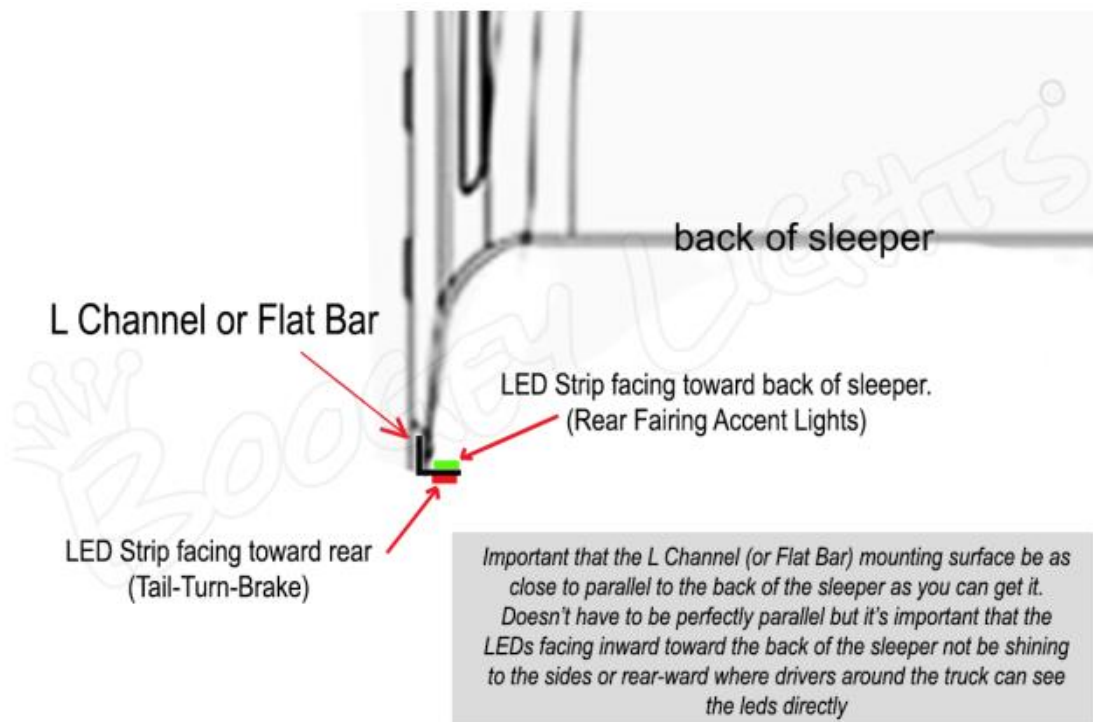 back of sleeper
L Channel or Flat Bar
LED Strip facing toward back of sleeper.
(Rear Fairing Accent Lights)
LED Strip facing toward rear
(Tail-Turn-Brake)
Important that the L Channel (or Flat Bar) mounting surface be as
close to parallel to the back of the sleeper as you can get it.
Doesn't have to be perfectly parallel but it's important that the
LEDs facing inward toward the back of the sleeper not be shining
to the sides or rear-ward where drivers around the truck can see
the leds directly
BOOGEY LIGHTS